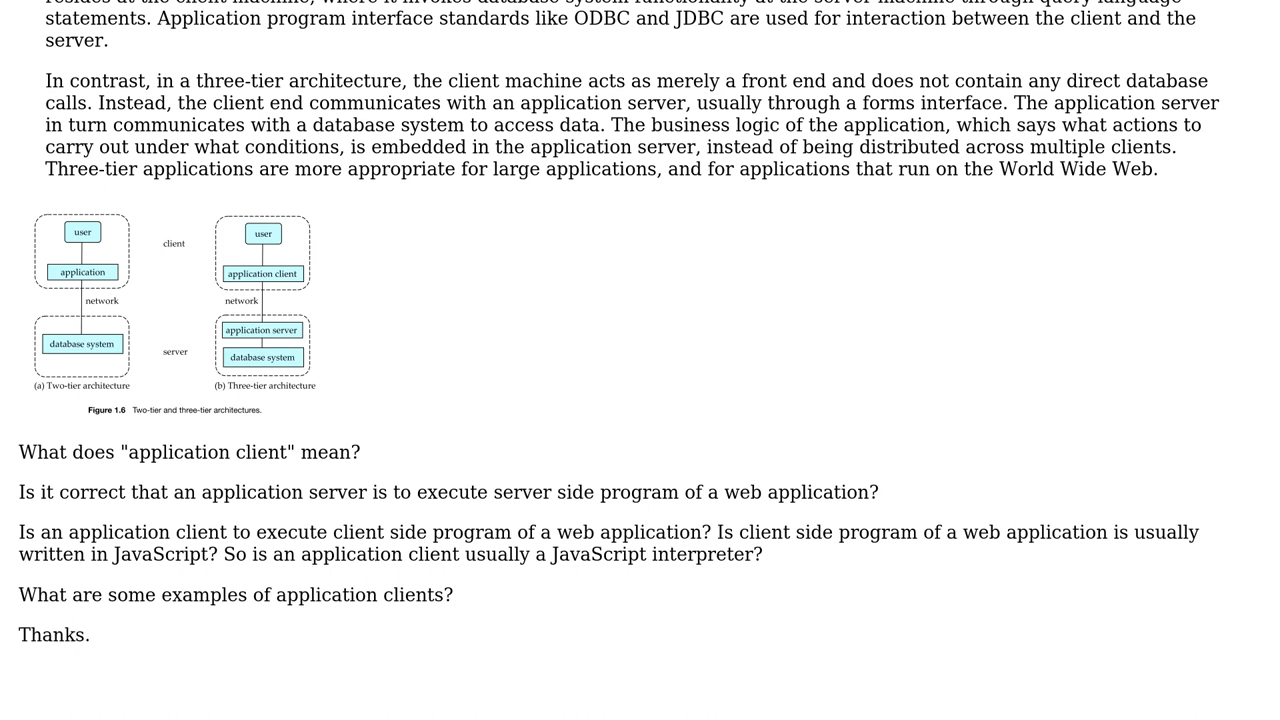 statements. Application program interface standards like ODBC and JDBC are used for interaction between the client and the
server.
In contrast, in a three-tier architecture, the client machine acts as merely a front end and does not contain any direct database
calls. Instead, the client end communicates with an application server, usually through a forms interface. The application server
in turn communicates with a database system to access data. The business logic of the application, which says what actions to
carry out under what conditions, is embedded in the application server, instead of being distributed across multiple clients.
Three-tier applications are more appropriate for large applications, and for applications that run on the World Wide Web.
user
application
network
database system
(a) Two-tier architecture
client
server
user
application client
network
application server
database system
(b) Three-tier architecture
Figure 1.6 Two-tier and three-tier architectures.
What does "application client" mean?
Is it correct that an application server is to execute server side program of a web application?
Is an application client to execute client side program of a web application? Is client side program of a web application is usually
written in JavaScript? So is an application client usually a JavaScript interpreter?
What are some examples of application clients?
Thanks.